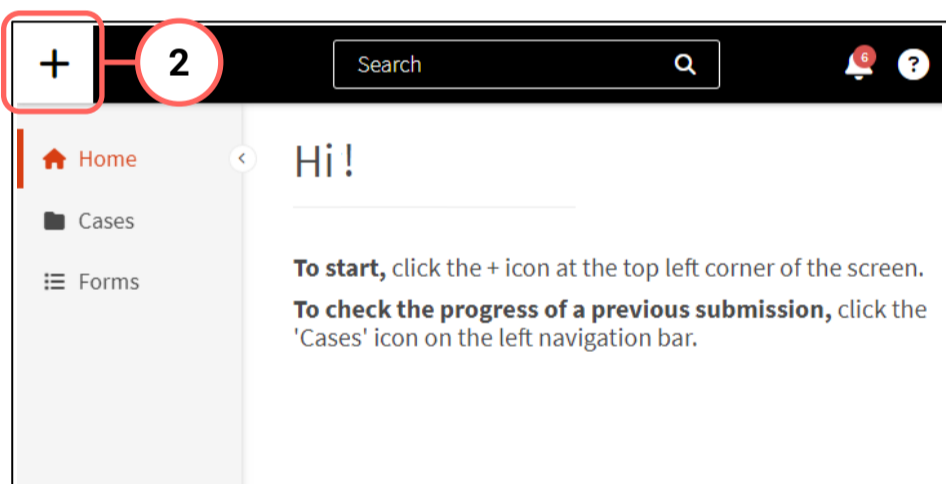 + 2 Search 6 ?
Home
Hi !
Cases
Forms
To start, click the + icon at the top left corner of the screen.
To check the progress of a previous submission, click the
'Cases' icon on the left navigation bar.